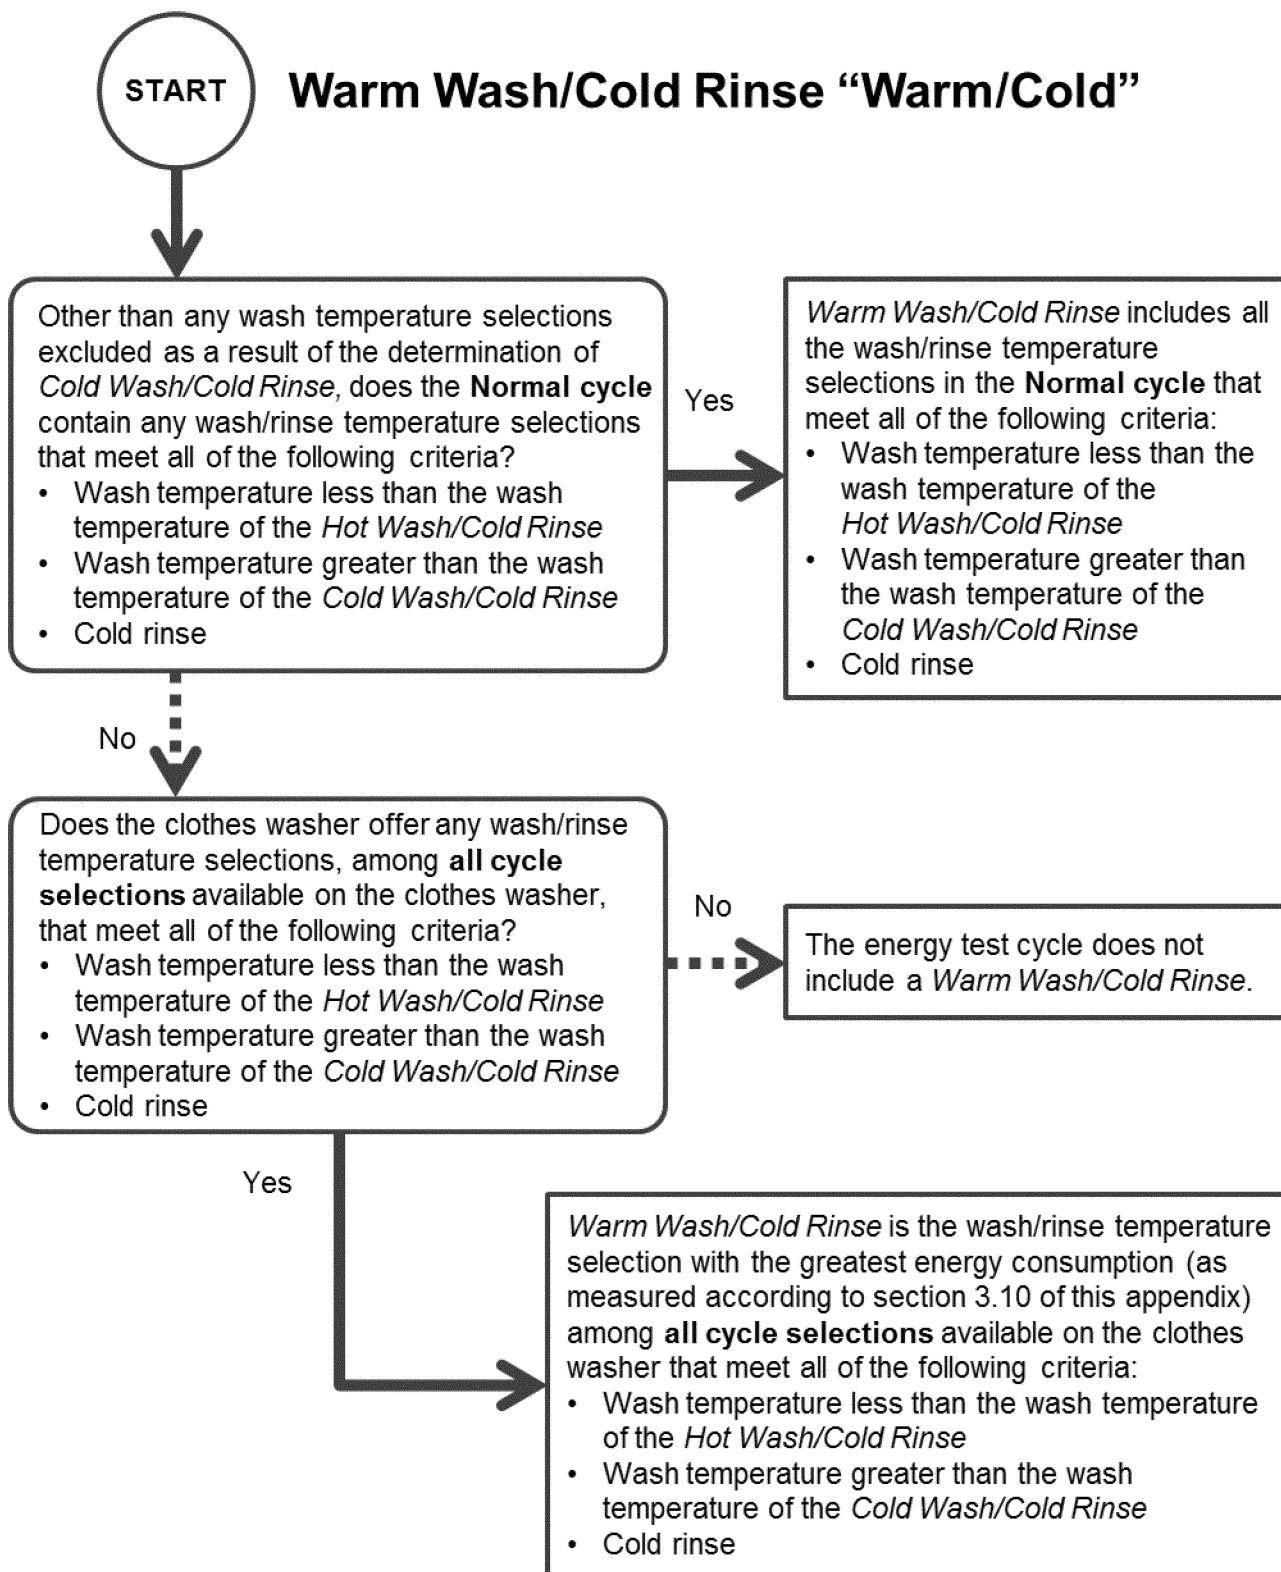 START
Warm Wash/Cold Rinse “Warm/Cold”
Other than any wash temperature selections
excluded as a result of the determination of
Cold Wash/Cold Rinse, does the Normal cycle
contain any wash/rinse temperature selections
that meet all of the following criteria?
• Wash temperature less than the wash
temperature of the Hot Wash/Cold Rinse
• Wash temperature greater than the wash
temperature of the Cold Wash/Cold Rinse
• Cold rinse
Yes
Warm Wash/Cold Rinse includes all
the wash/rinse temperature
selections in the Normal cycle that
meet all of the following criteria:
• Wash temperature less than the
wash temperature of the
Hot Wash/Cold Rinse
• Wash temperature greater than
the wash temperature of the
Cold Wash/Cold Rinse
• Cold rinse
No
Does the clothes washer offer any wash/rinse
temperature selections, among all cycle
selections available on the clothes washer,
that meet all of the following criteria?
• Wash temperature less than the wash
temperature of the Hot Wash/Cold Rinse
• Wash temperature greater than the wash
temperature of the Cold Wash/Cold Rinse
• Cold rinse
No
The energy test cycle does not
include a Warm Wash/Cold Rinse.
Yes
Warm Wash/Cold Rinse is the wash/rinse temperature
selection with the greatest energy consumption (as
measured according to section 3.10 of this appendix)
among all cycle selections available on the clothes
washer that meet all of the following criteria:
• Wash temperature less than the wash temperature
of the Hot Wash/Cold Rinse
• Wash temperature greater than the wash
temperature of the Cold Wash/Cold Rinse
• Cold rinse